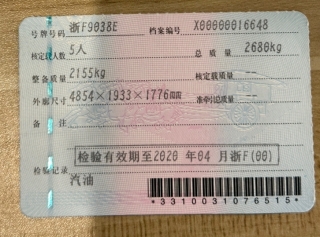 号牌号码 浙F9038E 档案编号 X00000016648
核定载人数 5人 总质量 2680kg
整备质量 2155kg 核定载质量
外廓尺寸 4854×1933×1776mm 准牵引总质量
备注
检验有效期至2020 年04 月浙F(00)
检验记录
汽油
*3310031076515*